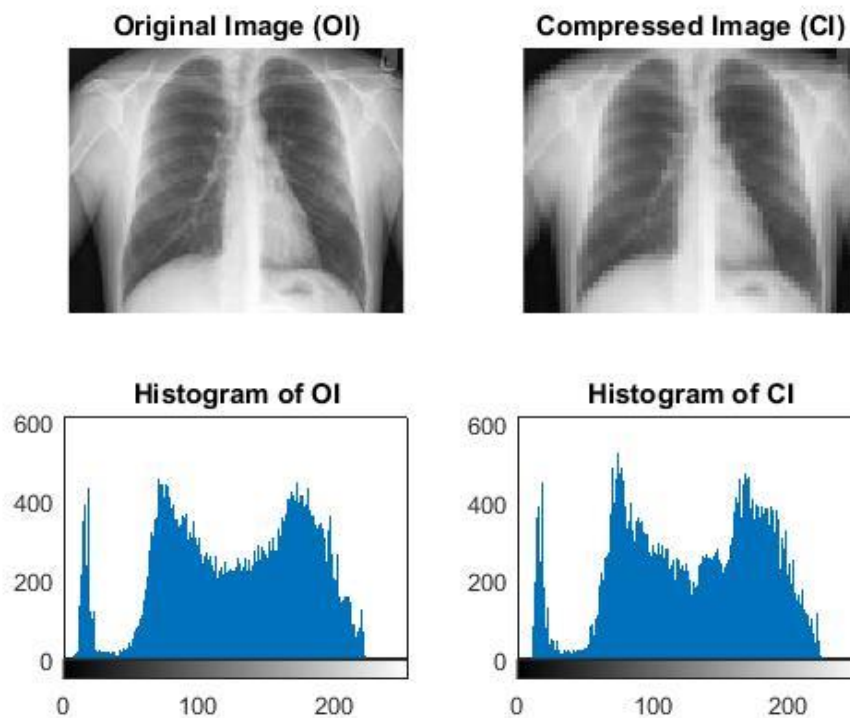 Original Image (OI)
Compressed Image (CI)
L
Histogram of OI
Histogram of CI
600
400
200
0
0 100 200
600
400
200
0
0 100 200